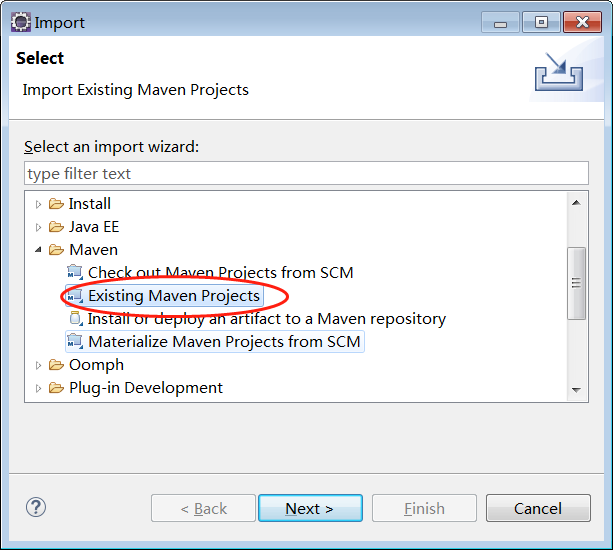 Import
Select
Import Existing Maven Projects
Select an import wizard:
type filter text
Install
Java EE
Maven
Check out Maven Projects from SCM
Existing Maven Projects
Install or deploy an artifact to a Maven repository
Materialize Maven Projects from SCM
Oomph
Plug-in Development
< Back
Next >
Finish
Cancel